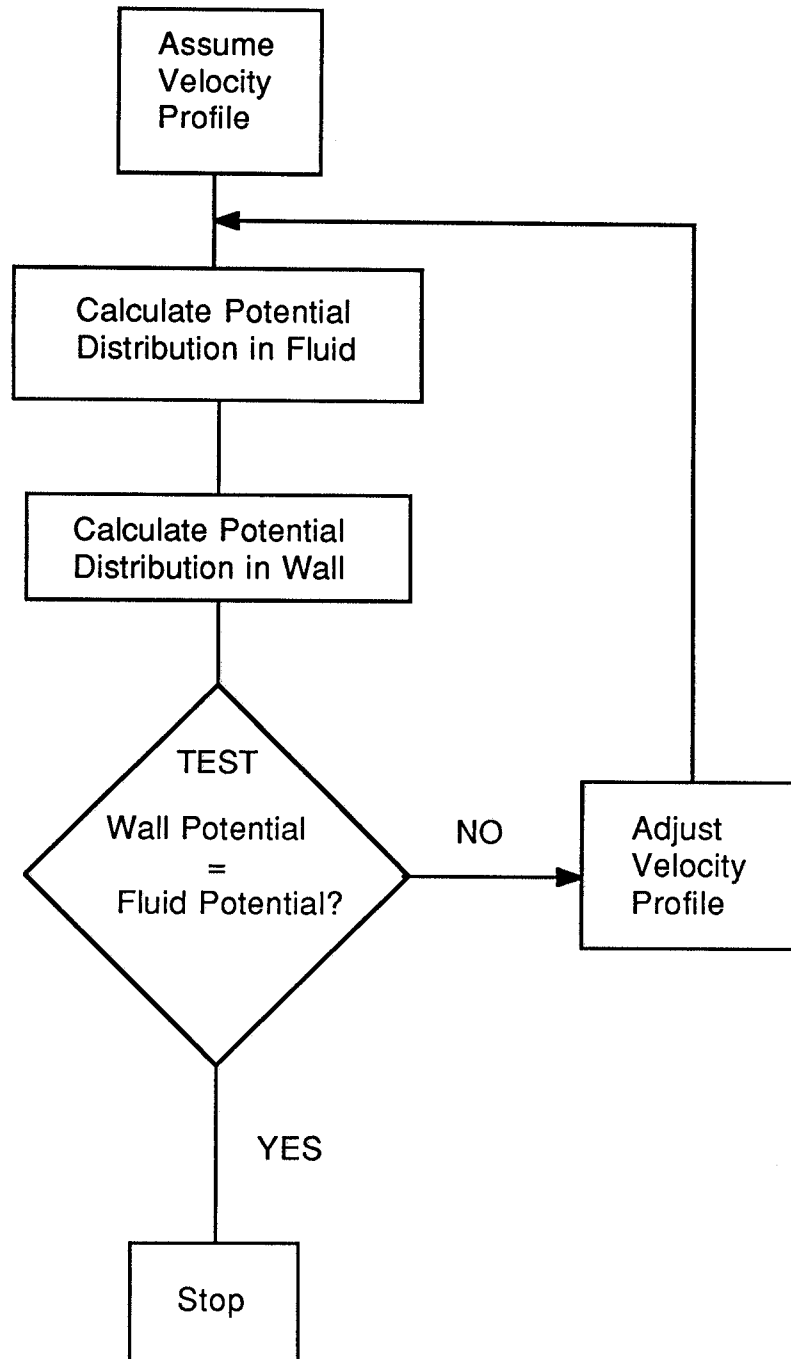 Assume
Velocity
Profile
Calculate Potential
Distribution in Fluid
Calculate Potential
Distribution in Wall
TEST
Wall Potential
=
Fluid Potential?
NO
Adjust
Velocity
Profile
YES
Stop